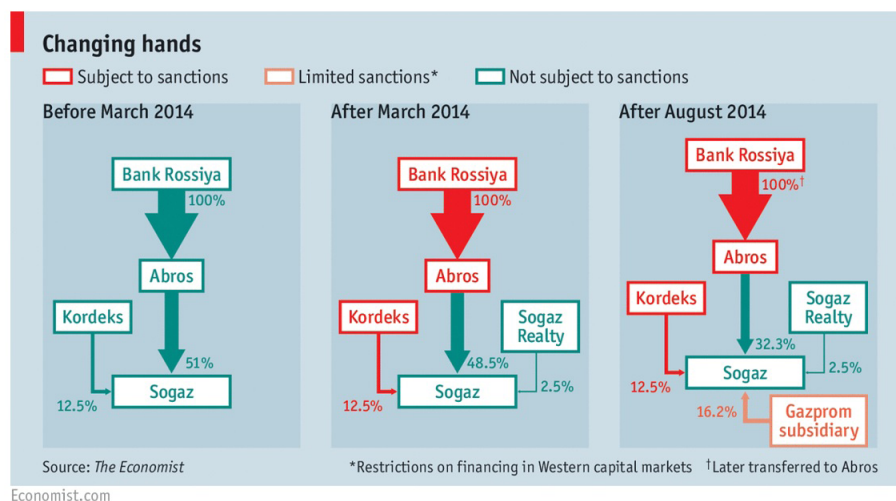 Changing hands
Subject to sanctions
Limited sanctions*
Not subject to sanctions
Before March 2014
Bank Rossiya
100%
Abros
Kordeks
51%
Sogaz
12.5%
After March 2014
Bank Rossiya
100%
Abros
Kordeks
Sogaz
Realty
48.5%
Sogaz
2.5%
12.5%
After August 2014
Bank Rossiya
100%†
Abros
Kordeks
Sogaz
Realty
32.3%
Sogaz
2.5%
12.5%
16.2%
Gazprom
subsidiary
Source: The Economist
*Restrictions on financing in Western capital markets
†Later transferred to Abros
Economist.com